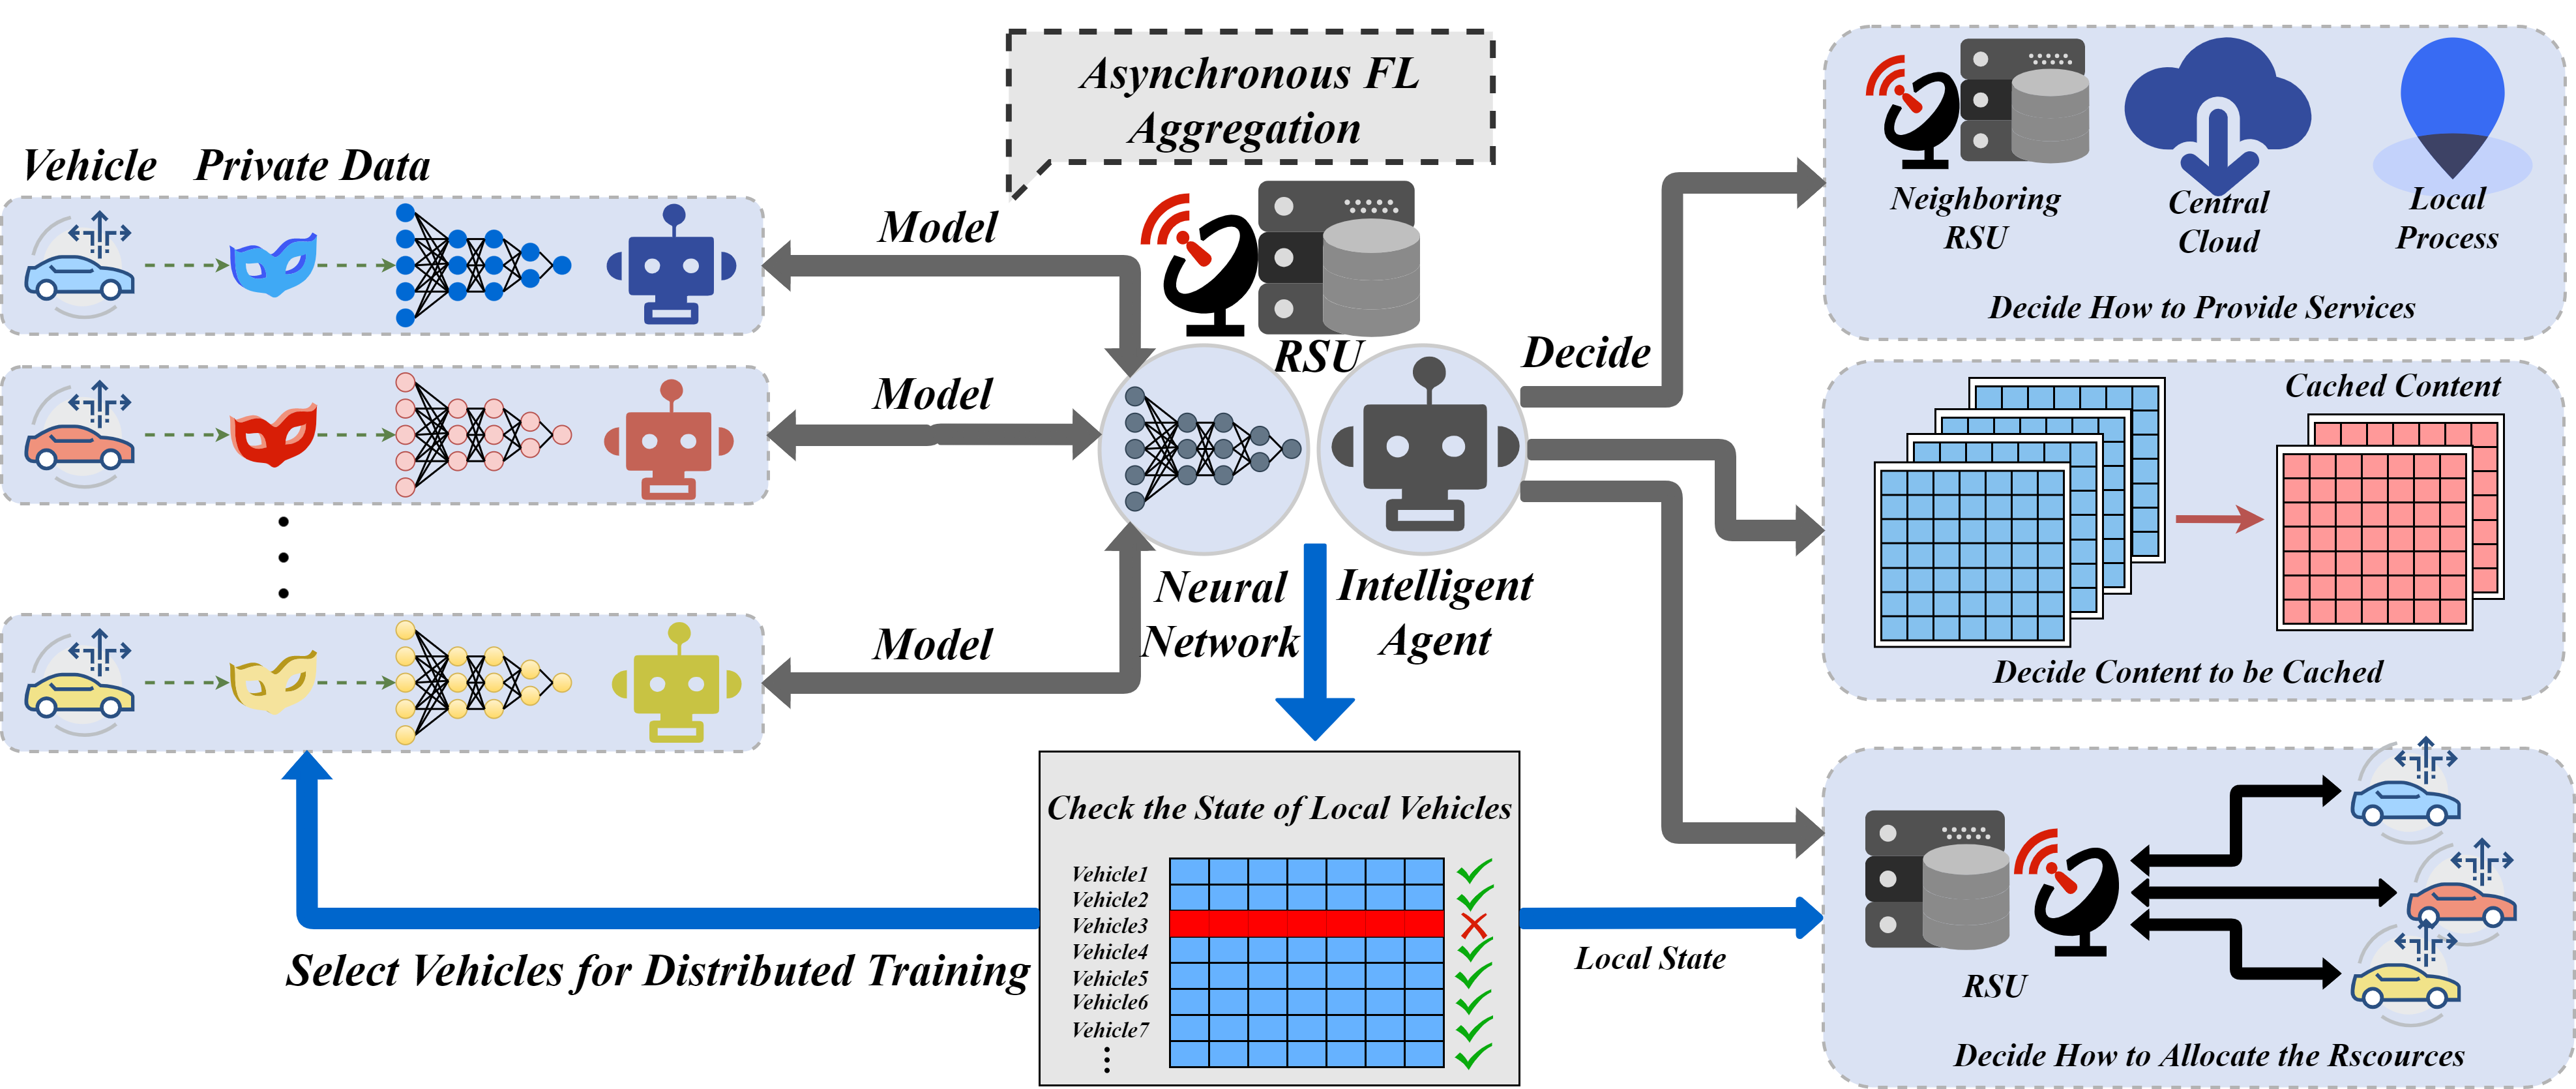 Asynchronous FL
Aggregation
Vehicle Private Data
Model
Model
Model
RSU
Neural
Network
Intelligent
Agent
Decide
Neighboring
RSU
Central
Cloud
Local
Process
Decide How to Provide Services
Cached Content
Decide Content to be Cached
Check the State of Local Vehicles
Vehicle1
Vehicle2
Vehicle3
Vehicle4
Vehicle5
Vehicle6
Vehicle7
Select Vehicles for Distributed Training
Local State
RSU
Decide How to Allocate the Rscources